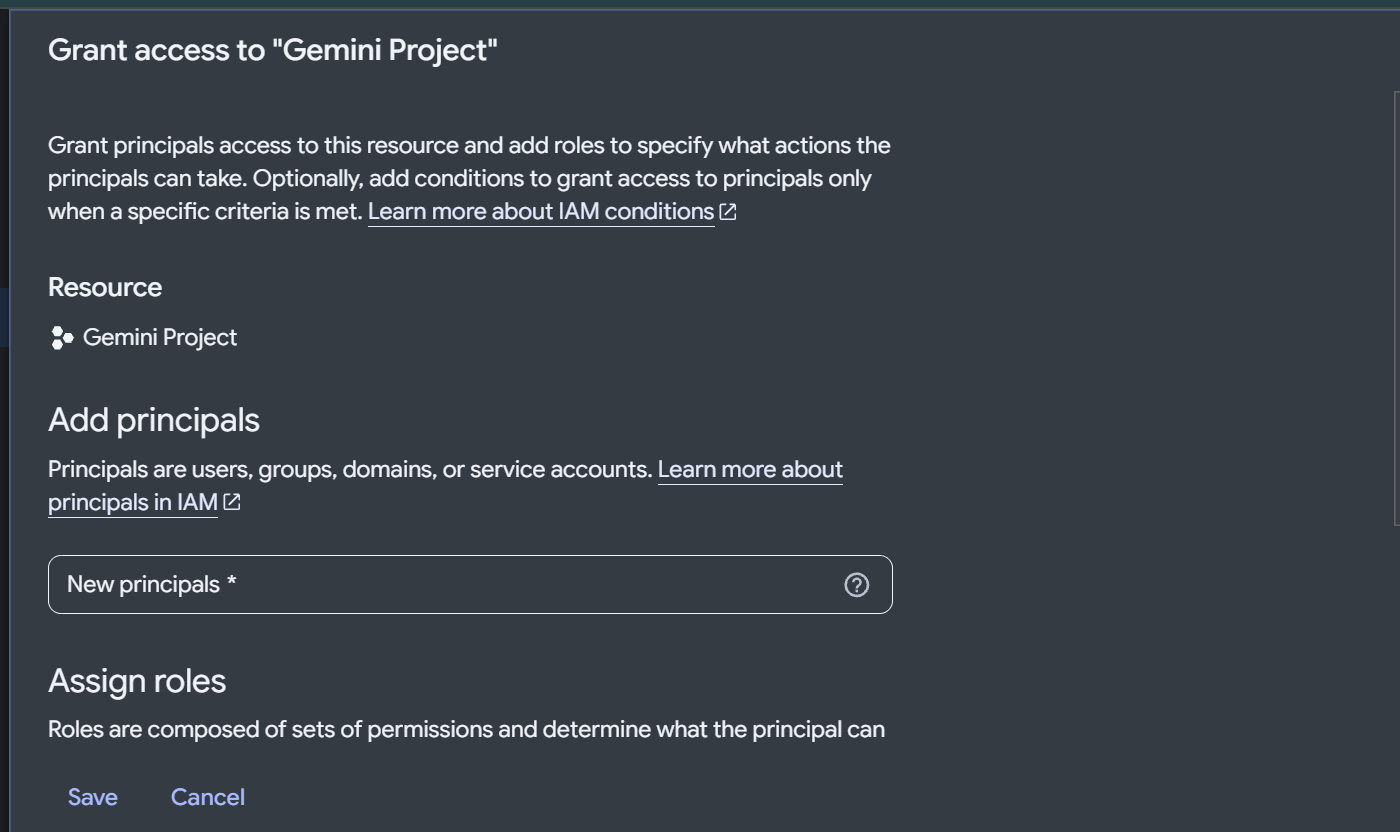 Grant access to "Gemini Project"
Grant principals access to this resource and add roles to specify what actions the
principals can take. Optionally, add conditions to grant access to principals only
when a specific criteria is met. Learn more about IAM conditions
Resource
Gemini Project
Add principals
Principals are users, groups, domains, or service accounts. Learn more about
principals in IAM
New principals *
Assign roles
Roles are composed of sets of permissions and determine what the principal can
Save Cancel